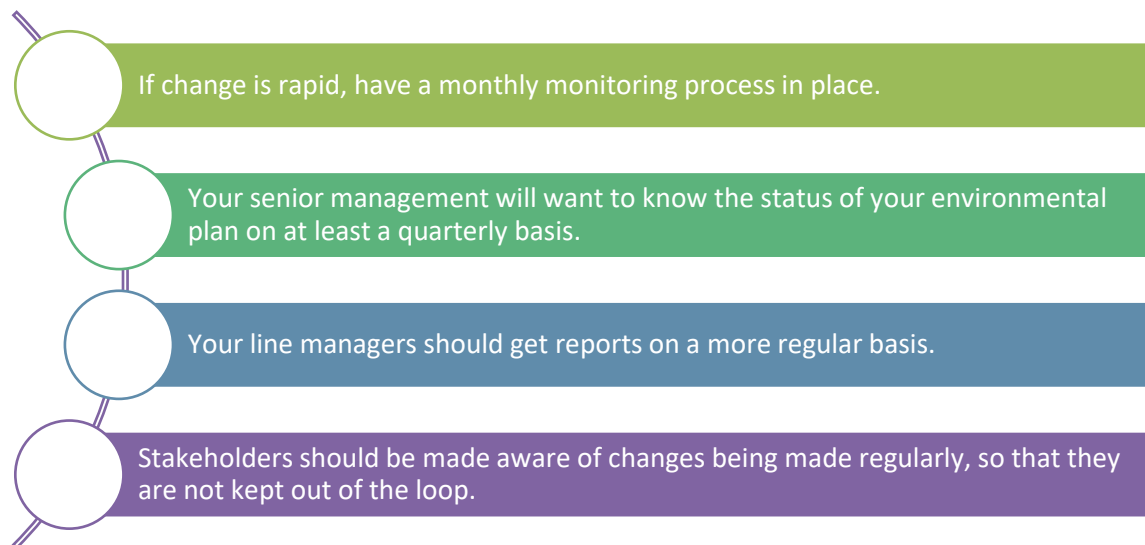 If change is rapid, have a monthly monitoring process in place.
Your senior management will want to know the status of your environmental
plan on at least a quarterly basis.
Your line managers should get reports on a more regular basis.
Stakeholders should be made aware of changes being made regularly, so that they
are not kept out of the loop.